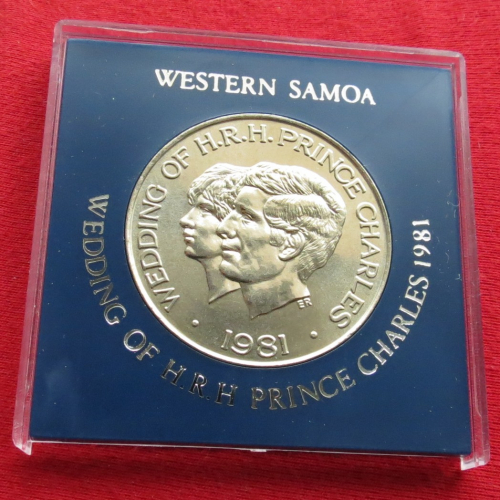 WESTERN SAMOA
WEDDING OF H.R.H. PRINCE CHARLES
· 1981 ·
ER
WEDDING OF H.R.H PRINCE CHARLES 1981